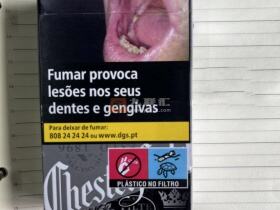 Fumar provoca
lesões nos seus
dentes e gengivas
Para deixar de fumar:
808 24 24 24 ou www.dgs.pt
PLÁSTICO NO FILTRO